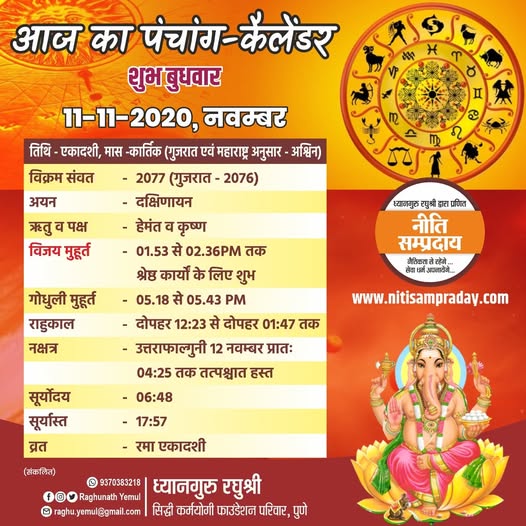 आज का पंचांग-कैलेंडर
शुभ बुधवार
11-11-2020, नवम्बर
तिथि - एकादशी, मास -कार्तिक (गुजरात एवं महाराष्ट्र अनुसार - अश्विन)
विक्रम संवत - 2077 (गुजरात - 2076)
अयन - दक्षिणायन
ऋतु व पक्ष - हेमंत व कृष्ण
विजय मुहूर्त - 01.53 से 02.36PM तक
श्रेष्ठ कार्यों के लिए शुभ
गोधुली मुहूर्त - 05.18 से 05.43 PM
राहुकाल - दोपहर 12:23 से दोपहर 01:47 तक
नक्षत्र - उत्तराफाल्गुनी 12 नवम्बर प्रातः
04:25 तक तत्पश्चात हस्त
सूर्योदय - 06:48
सूर्यास्त - 17:57
व्रत - रमा एकादशी
ध्यानगुरु रघुश्री द्वारा प्रणित
नीति
सम्प्रदाय
नैतिकता से रहेंगे ...
सेवा धर्म अपनायेंगे...
www.nitisampraday.com
(संकलित)
9370383218
Raghunath Yemul
raghu.yemul@gmail.com
ध्यानगुरु रघुश्री
सिद्धी कर्मयोगी फाउंडेशन परिवार, पुणे